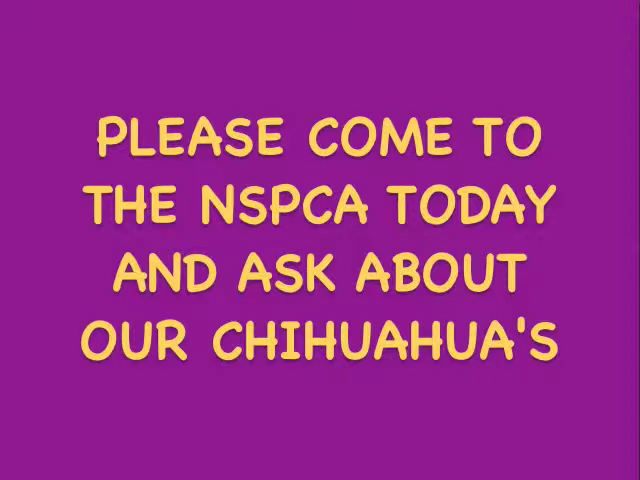 PLEASE COME TO
THE NSPCA TODAY
AND ASK ABOUT
OUR CHIHUAHUA'S